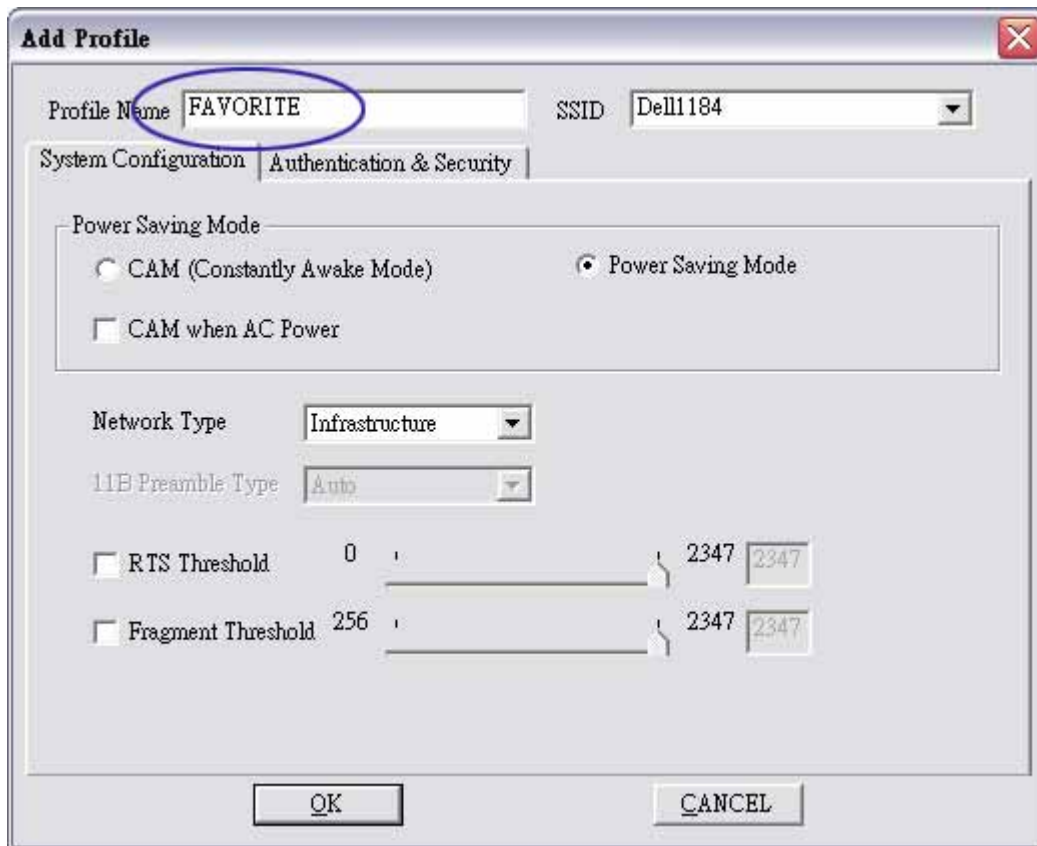 Add Profile
Profile Name FAVORITE SSID Dell1184
System Configuration Authentication & Security
Power Saving Mode
CAM (Constantly Awake Mode) Power Saving Mode
CAM when AC Power
Network Type Infrastructure
11B Preamble Type Auto
RTS Threshold 0 2347 2347
Fragment Threshold 256 2347 2347
OK CANCEL